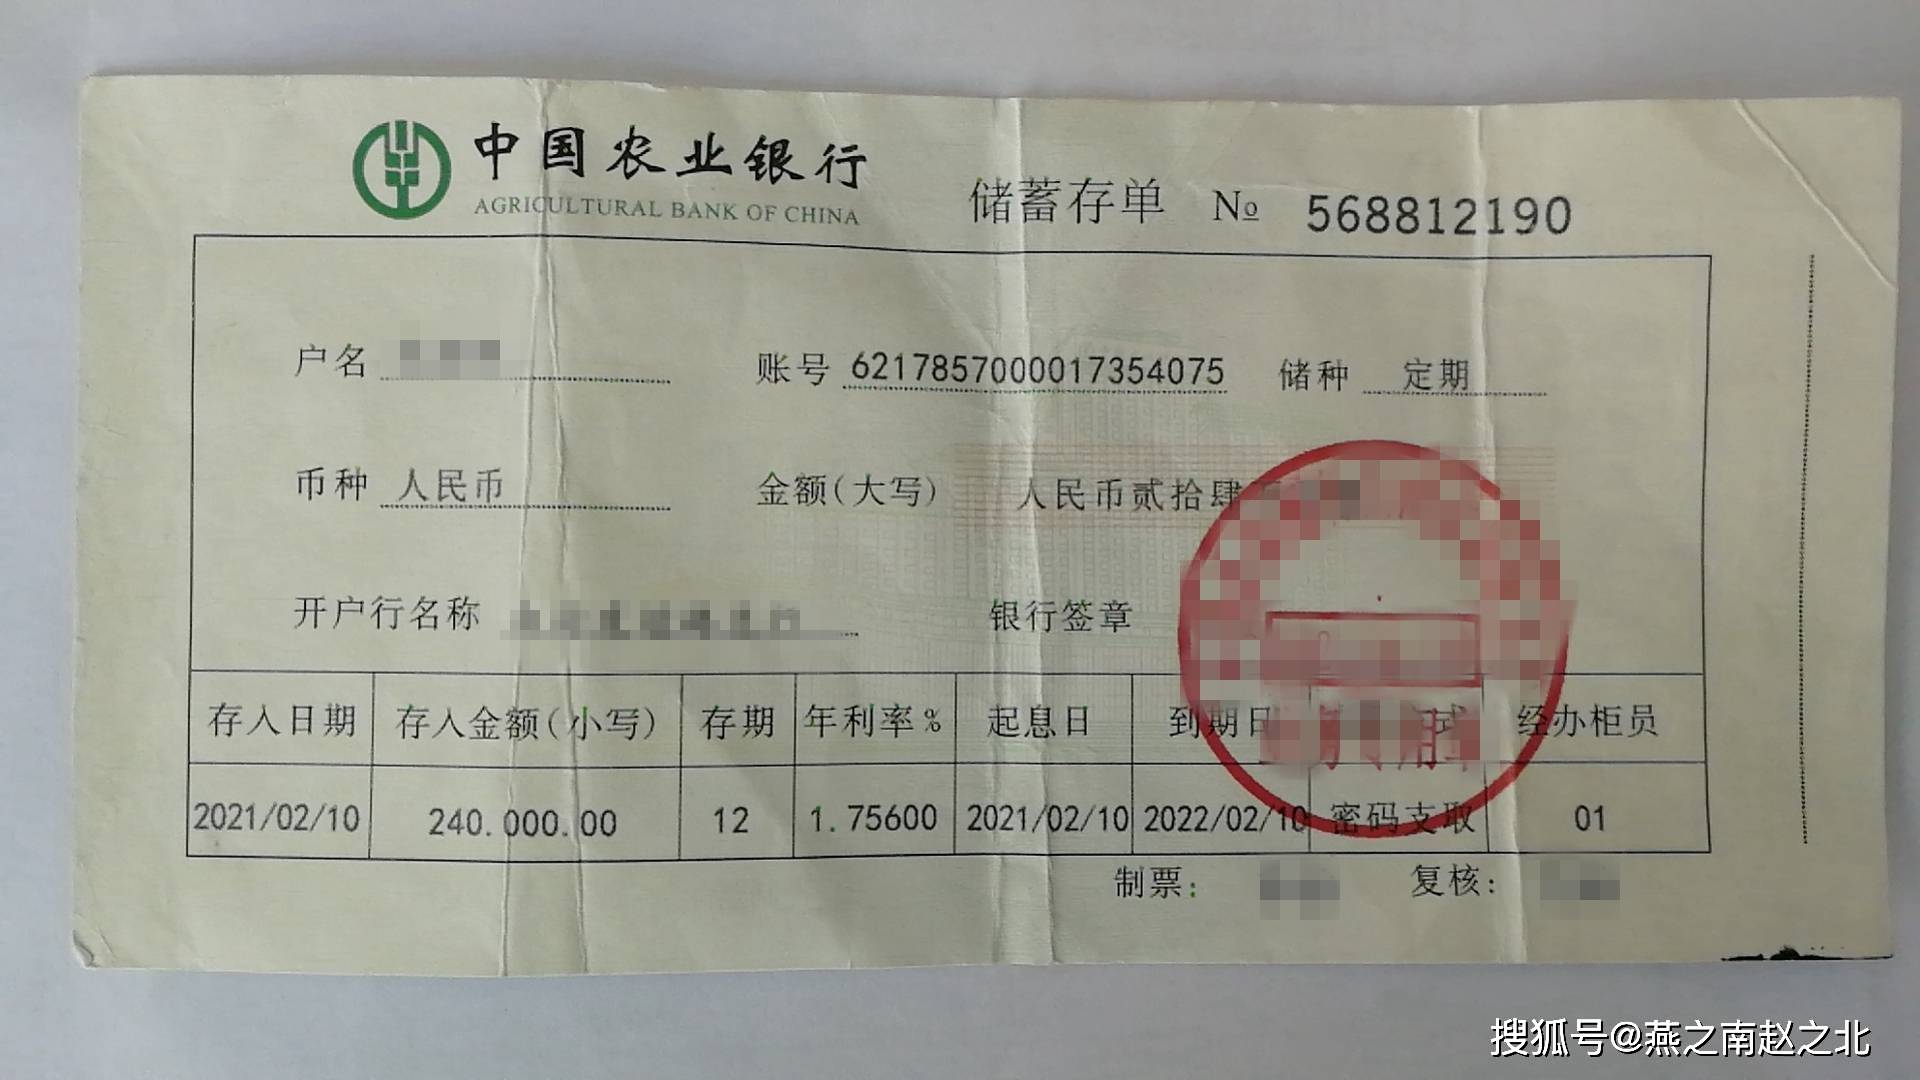 中国农业银行
AGRICULTURAL BANK OF CHINA
储蓄存单 № 568812190
户名 账号 6217857000017354075 储种 定期
币种 人民币 金额(大写) 人民币贰拾肆
开户行名称 银行签章
存入日期 存入金额(小写) 存期 年利率% 起息日 到期日 式 经办柜员
2021/02/10 240.000.00 12 1.75600 2021/02/10 2022/02/10 密码支取 01
制票: 复核:
搜狐号@燕之南赵之北